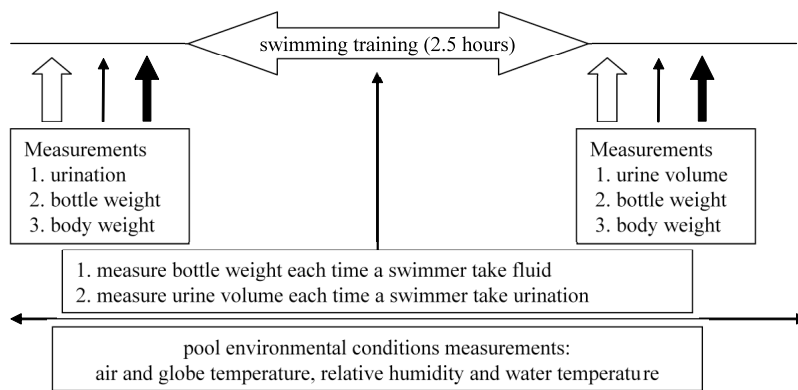 swimming training (2.5 hours)
Measurements
1. urination
2. bottle weight
3. body weight
Measurements
1. urine volume
2. bottle weight
3. body weight
1. measure bottle weight each time a swimmer take fluid
2. measure urine volume each time a swimmer take urination
pool environmental conditions measurements:
air and globe temperature, relative humidity and water temperature